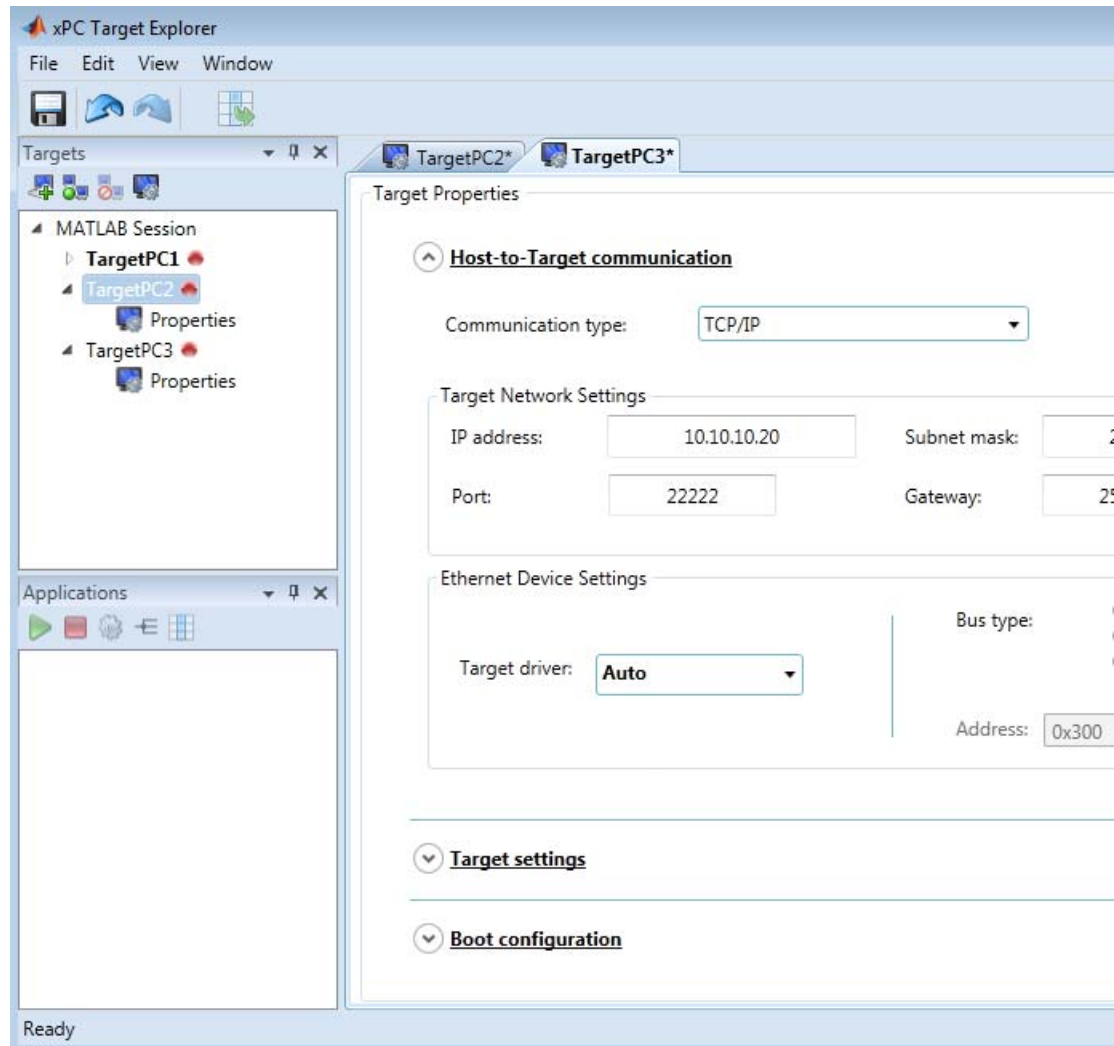 xPC Target Explorer
File Edit View Window
Targets
MATLAB Session
TargetPC1
TargetPC2
Properties
TargetPC3
Properties
Applications
TargetPC2* TargetPC3*
Target Properties
Host-to-Target communication
Communication type: TCP/IP
Target Network Settings
IP address: 10.10.10.20 Subnet mask:
Port: 22222 Gateway:
Ethernet Device Settings
Bus type:
Target driver: Auto
Address: 0x300
Target settings
Boot configuration
Ready